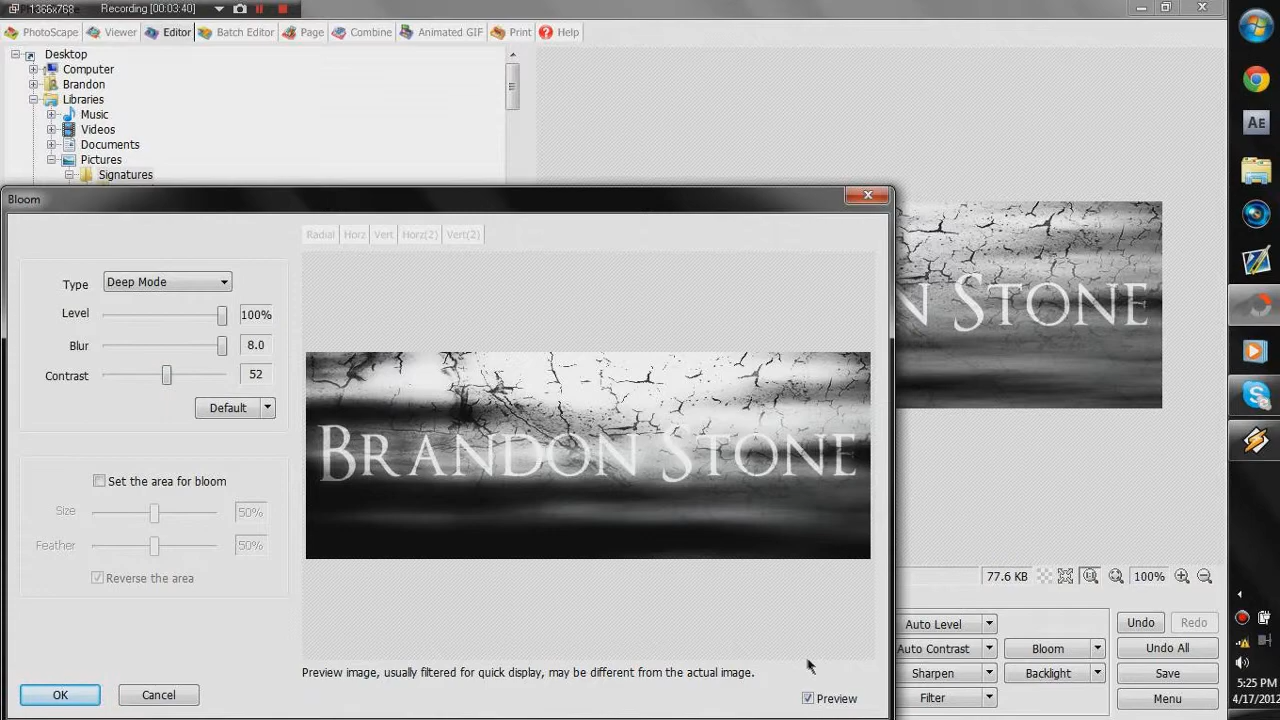 1366x768 Recording [00:03:40]
PhotoScape Viewer Editor Batch Editor Page Combine Animated GIF Print Help
Desktop
Computer
Brandon
Libraries
Music
Videos
Documents
Pictures
Signatures
Bloom
Radial Horz Vert Horz(2) Vert(2)
Type Deep Mode
Level 100%
Blur 8.0
Contrast 52
Default
Set the area for bloom
Size 50%
Feather 50%
Reverse the area
BRANDON STONE
Preview image, usually filtered for quick display, may be different from the actual image.
Preview
OK Cancel
N STONE
77.6 KB 100%
Auto Level Undo Redo
Auto Contrast Bloom Undo All
Sharpen Backlight Save
Filter Menu
AE
5:25 PM
4/17/2012